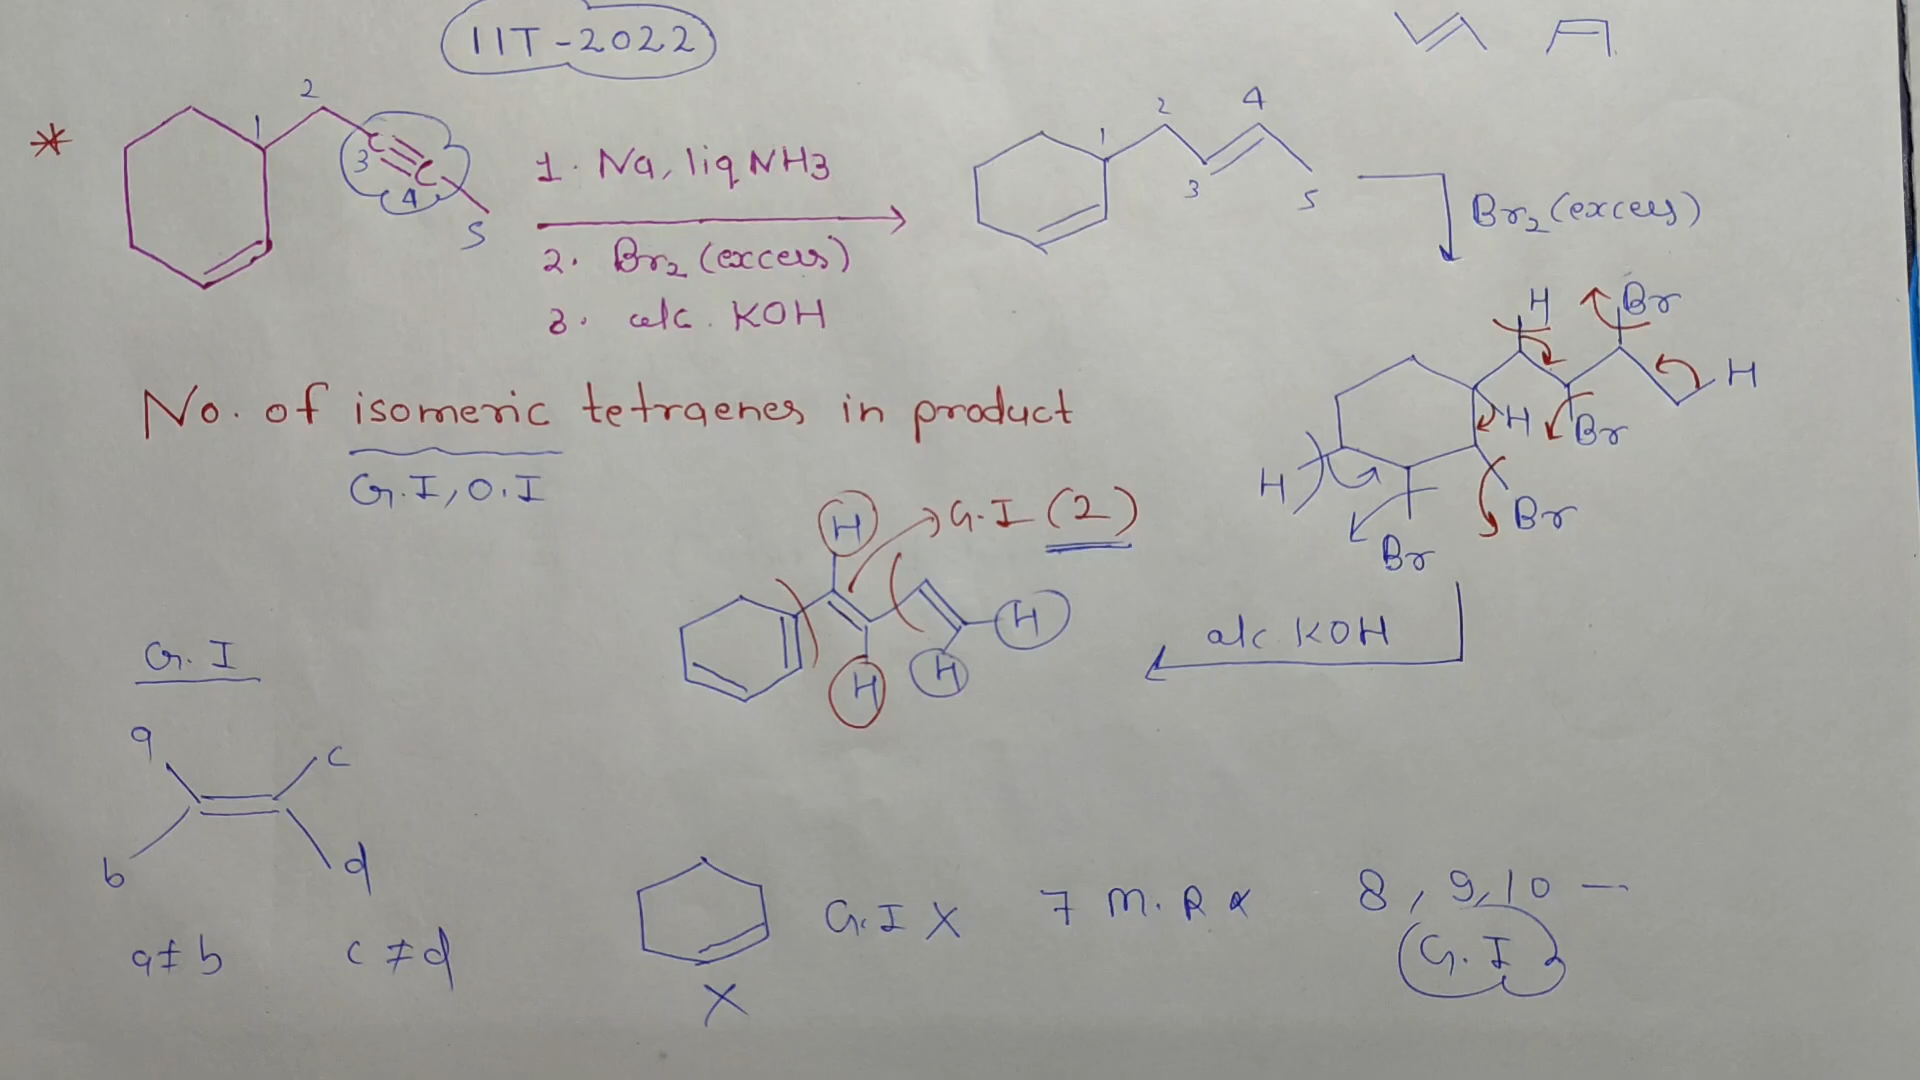 IIT-2022
*
1
2
3
C
C
4
5
1. Na, liq NH3
2. Br2 (excess)
3. alc. KOH
1
2
3
4
5
Br2 (excess)
No. of isomeric tetraenes in product
G.I, O.I
H
Br
H
H
Br
H
Br
Br
H
G.I (2)
H
H
H
alc KOH
G.I
a
c
b
d
a≠b c≠d
G.I X 7 m.R × 8, 9, 10 —
G.I
X